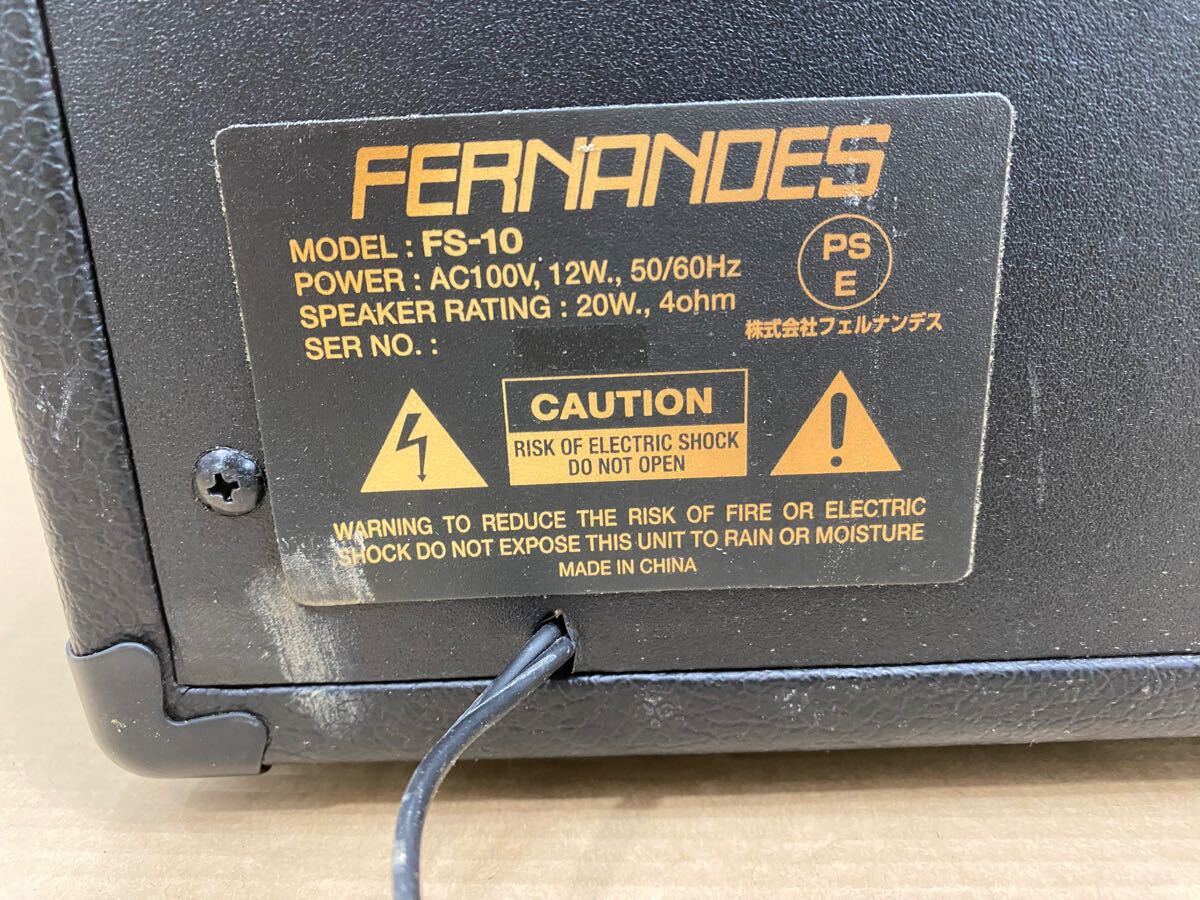 FERNANDES
MODEL : FS-10
POWER : AC100V, 12W., 50/60Hz
SPEAKER RATING : 20W., 4ohm
SER NO. :
PS
E
株式会社フェルナンデス
CAUTION
RISK OF ELECTRIC SHOCK
DO NOT OPEN
WARNING TO REDUCE THE RISK OF FIRE OR ELECTRIC
SHOCK DO NOT EXPOSE THIS UNIT TO RAIN OR MOISTURE
MADE IN CHINA